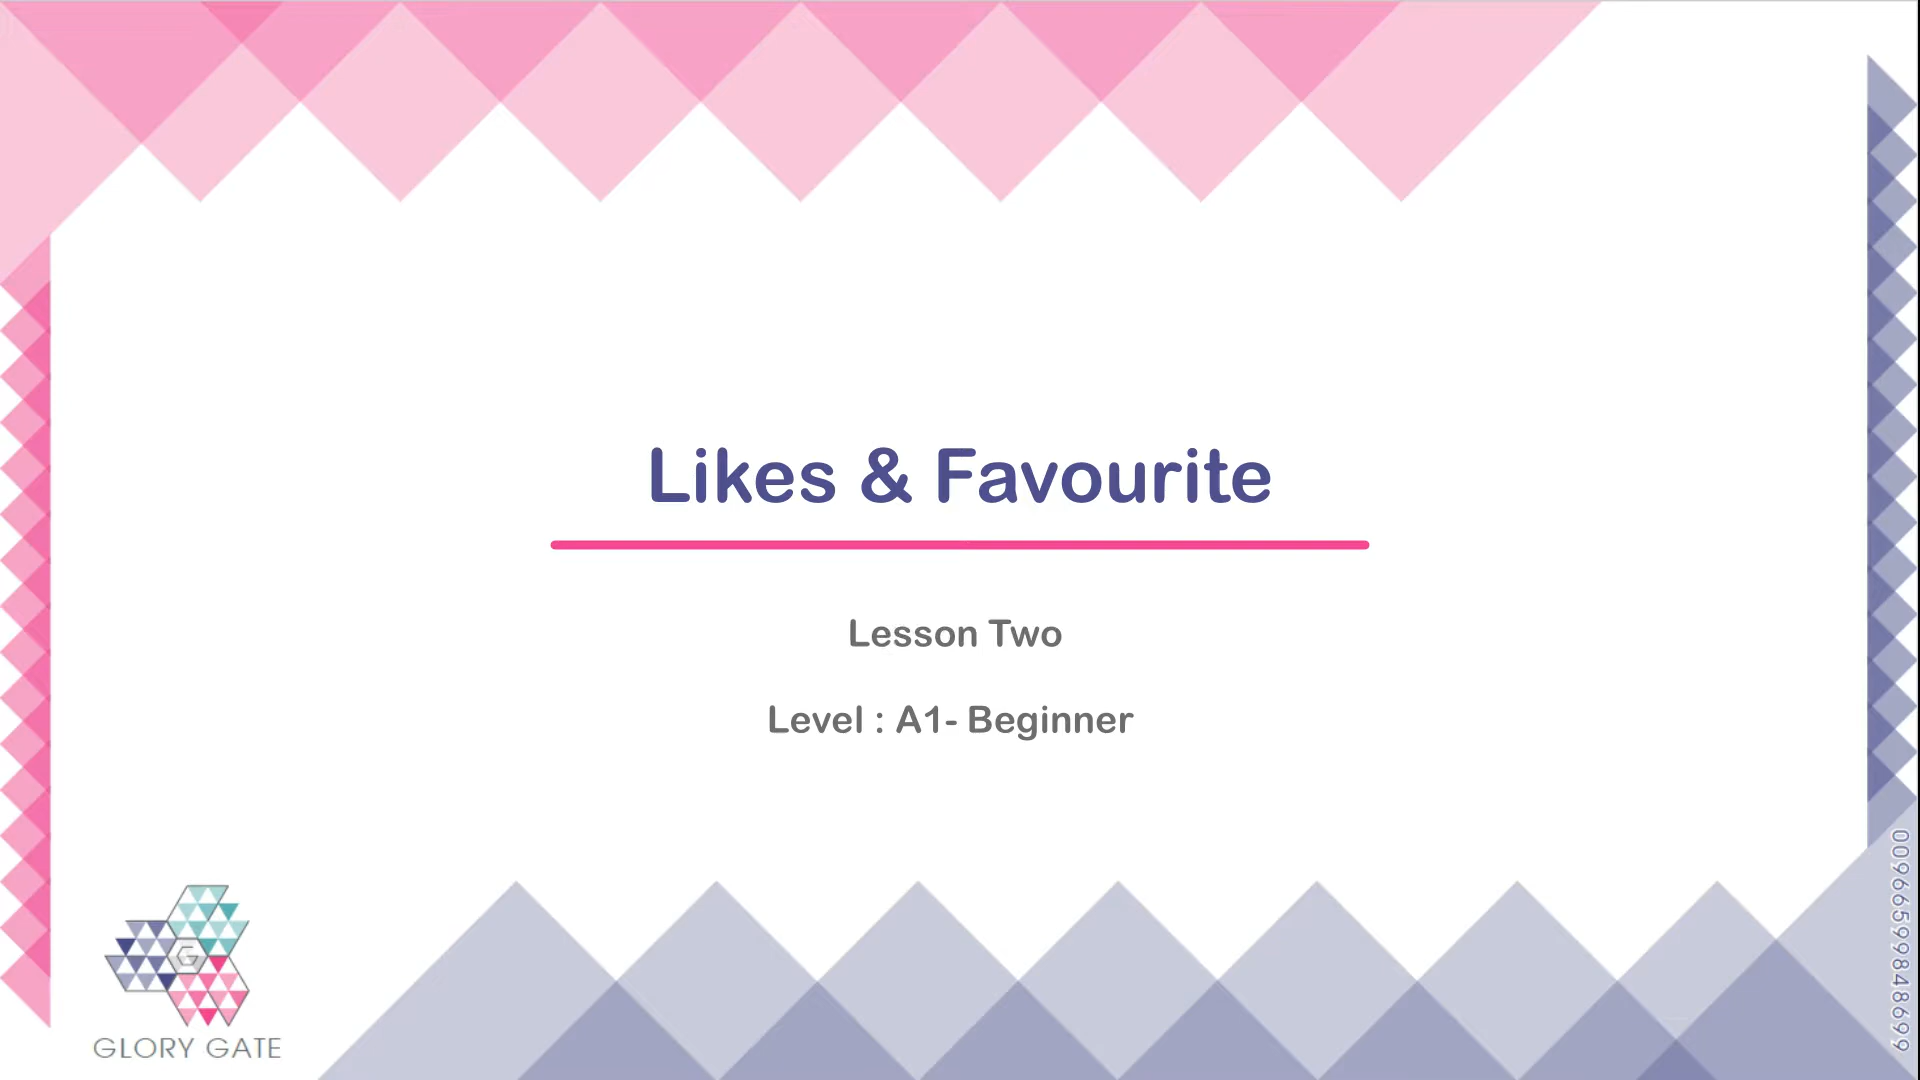 Likes & Favourite
Lesson Two
Level : A1- Beginner
GLORY GATE
00966599848699